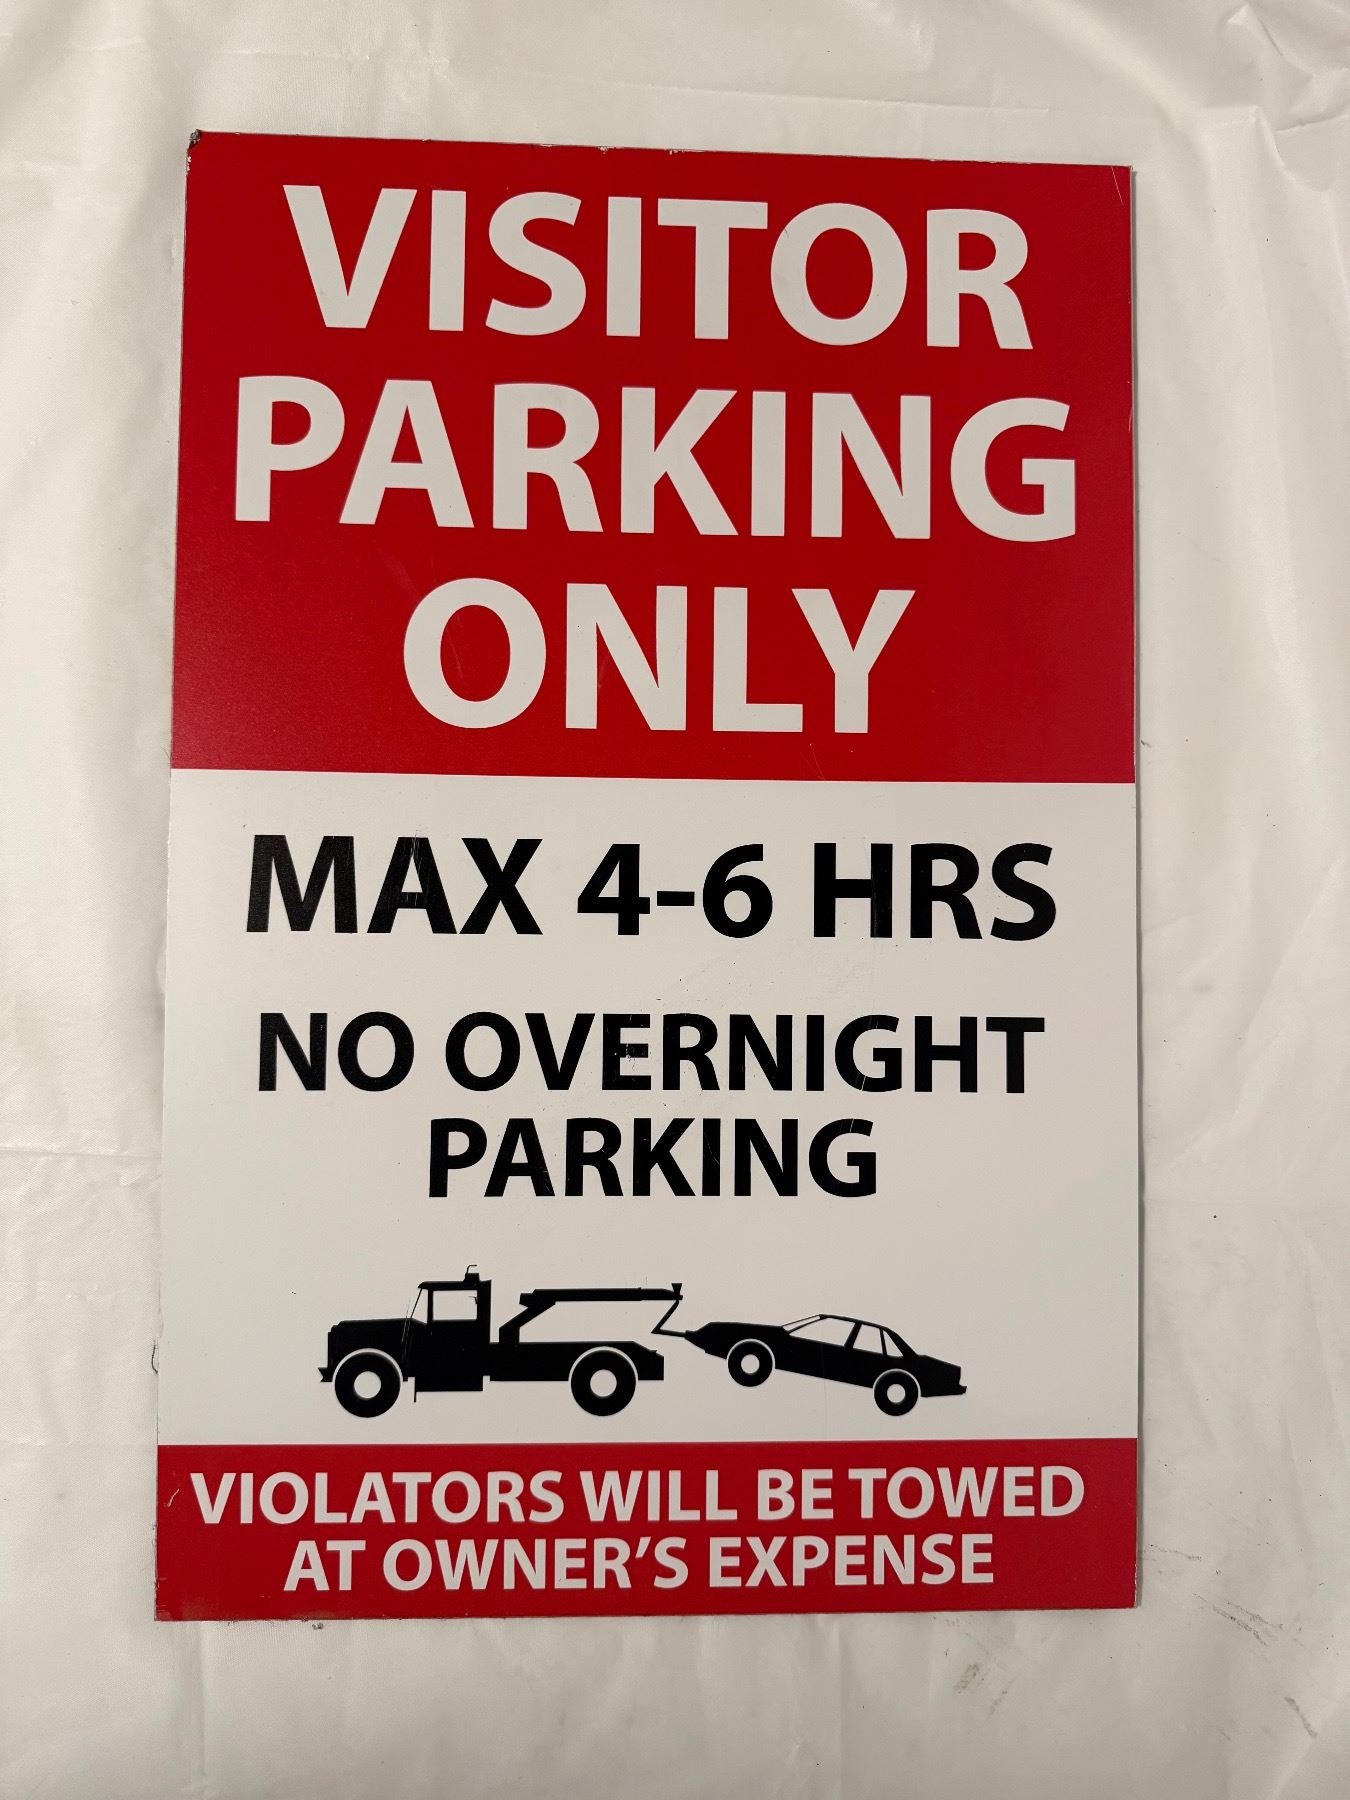 VISITOR
PARKING
ONLY
MAX 4-6 HRS
NO OVERNIGHT
PARKING
VIOLATORS WILL BE TOWED
AT OWNER’S EXPENSE